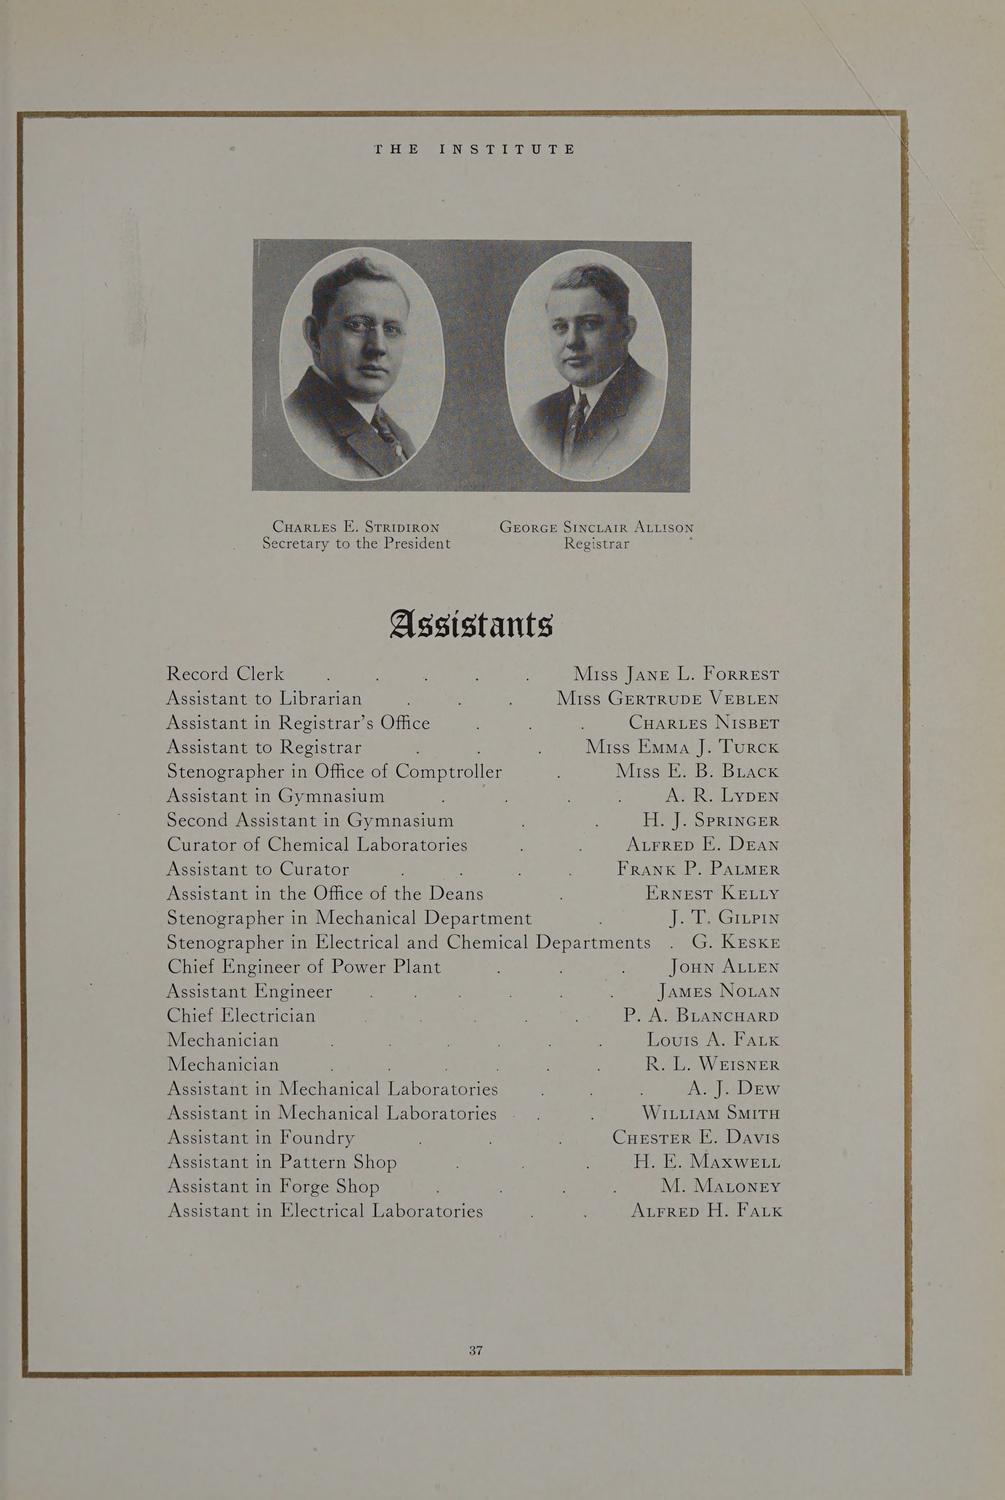 THE INSTITUTE
CHARLES E. STRIDIRON
Secretary to the President
GEORGE SINCLAIR ALLISON
Registrar
Assistants
Record Clerk . . . . . MISS JANE L. FORREST
Assistant to Librarian . . . MISS GERTRUDE VEBLEN
Assistant in Registrar's Office . . . CHARLES NISBET
Assistant to Registrar . . . MISS EMMA J. TURCK
Stenographer in Office of Comptroller . MISS E. B. BLACK
Assistant in Gymnasium . . . . A. R. LYDEN
Second Assistant in Gymnasium . . H. J. SPRINGER
Curator of Chemical Laboratories . . ALFRED E. DEAN
Assistant to Curator . . . . FRANK P. PALMER
Assistant in the Office of the Deans . ERNEST KELLY
Stenographer in Mechanical Department . J. T. GILPIN
Stenographer in Electrical and Chemical Departments . G. KESKE
Chief Engineer of Power Plant . . . JOHN ALLEN
Assistant Engineer . . . . . . JAMES NOLAN
Chief Electrician . . . . . P. A. BLANCHARD
Mechanician . . . . . . LOUIS A. FALK
Mechanician . . . . . . R. L. WEISNER
Assistant in Mechanical Laboratories . . . A. J. DEW
Assistant in Mechanical Laboratories . . WILLIAM SMITH
Assistant in Foundry . . . CHESTER E. DAVIS
Assistant in Pattern Shop . . . H. E. MAXWELL
Assistant in Forge Shop . . . . M. MALONEY
Assistant in Electrical Laboratories . . ALFRED H. FALK
37